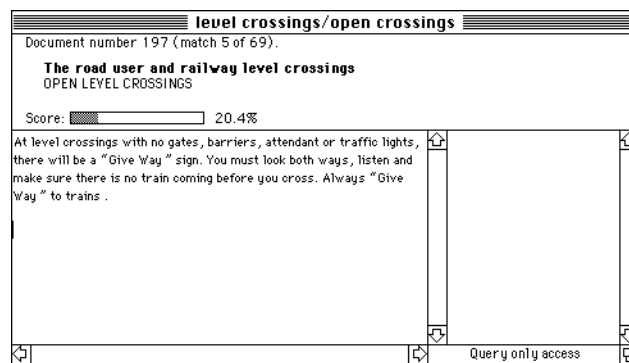 level crossings/open crossings
Document number 197 (match 5 of 69).
The road user and railway level crossings
OPEN LEVEL CROSSINGS
Score: 20.4%
At level crossings with no gates, barriers, attendant or traffic lights,
there will be a “Give Way ” sign. You must look both ways, listen and
make sure there is no train coming before you cross. Always “Give
Way ” to trains .
Query only access